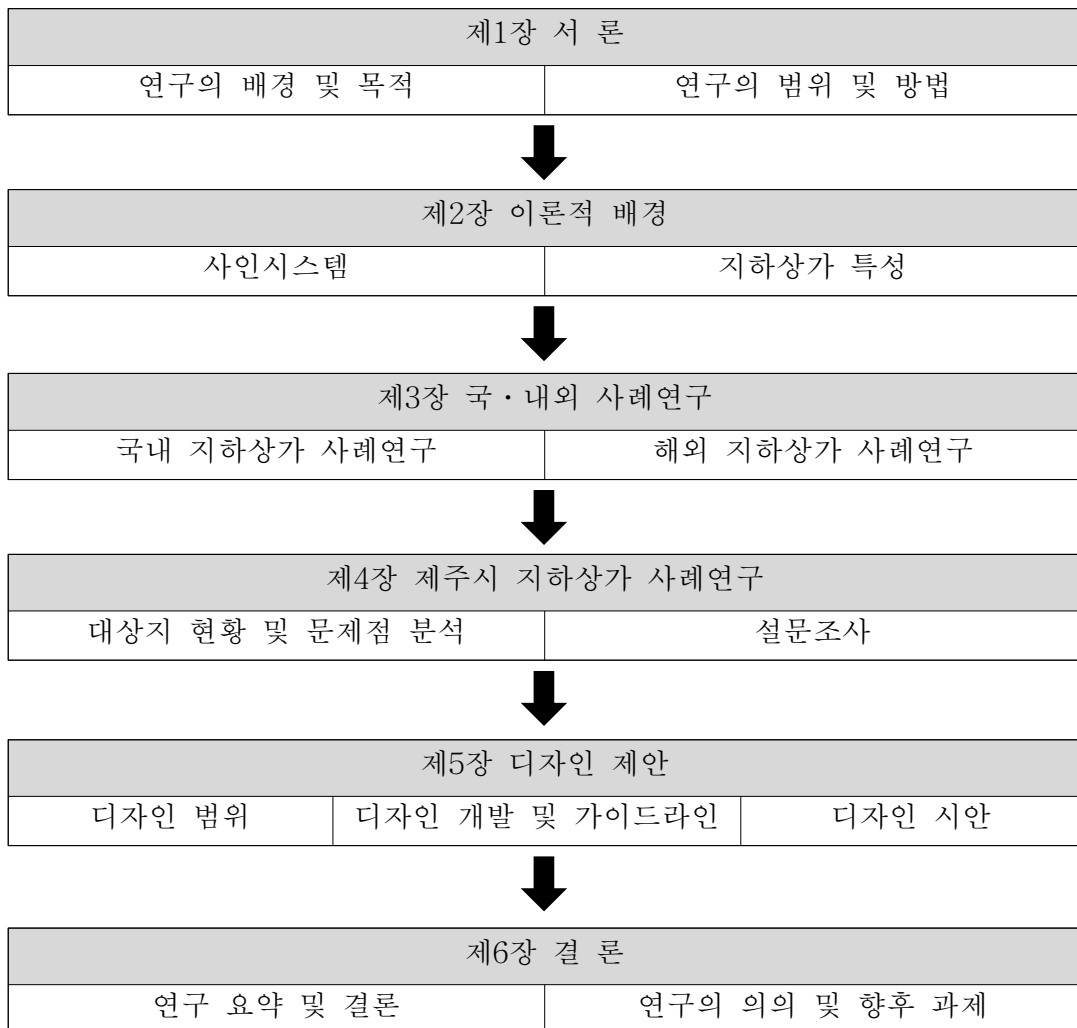 제1장 서 론
연구의 배경 및 목적 연구의 범위 및 방법
제2장 이론적 배경
사인시스템 지하상가 특성
제3장 국·내외 사례연구
국내 지하상가 사례연구 해외 지하상가 사례연구
제4장 제주시 지하상가 사례연구
대상지 현황 및 문제점 분석 설문조사
제5장 디자인 제안
디자인 범위 디자인 개발 및 가이드라인 디자인 시안
제6장 결 론
연구 요약 및 결론 연구의 의의 및 향후 과제